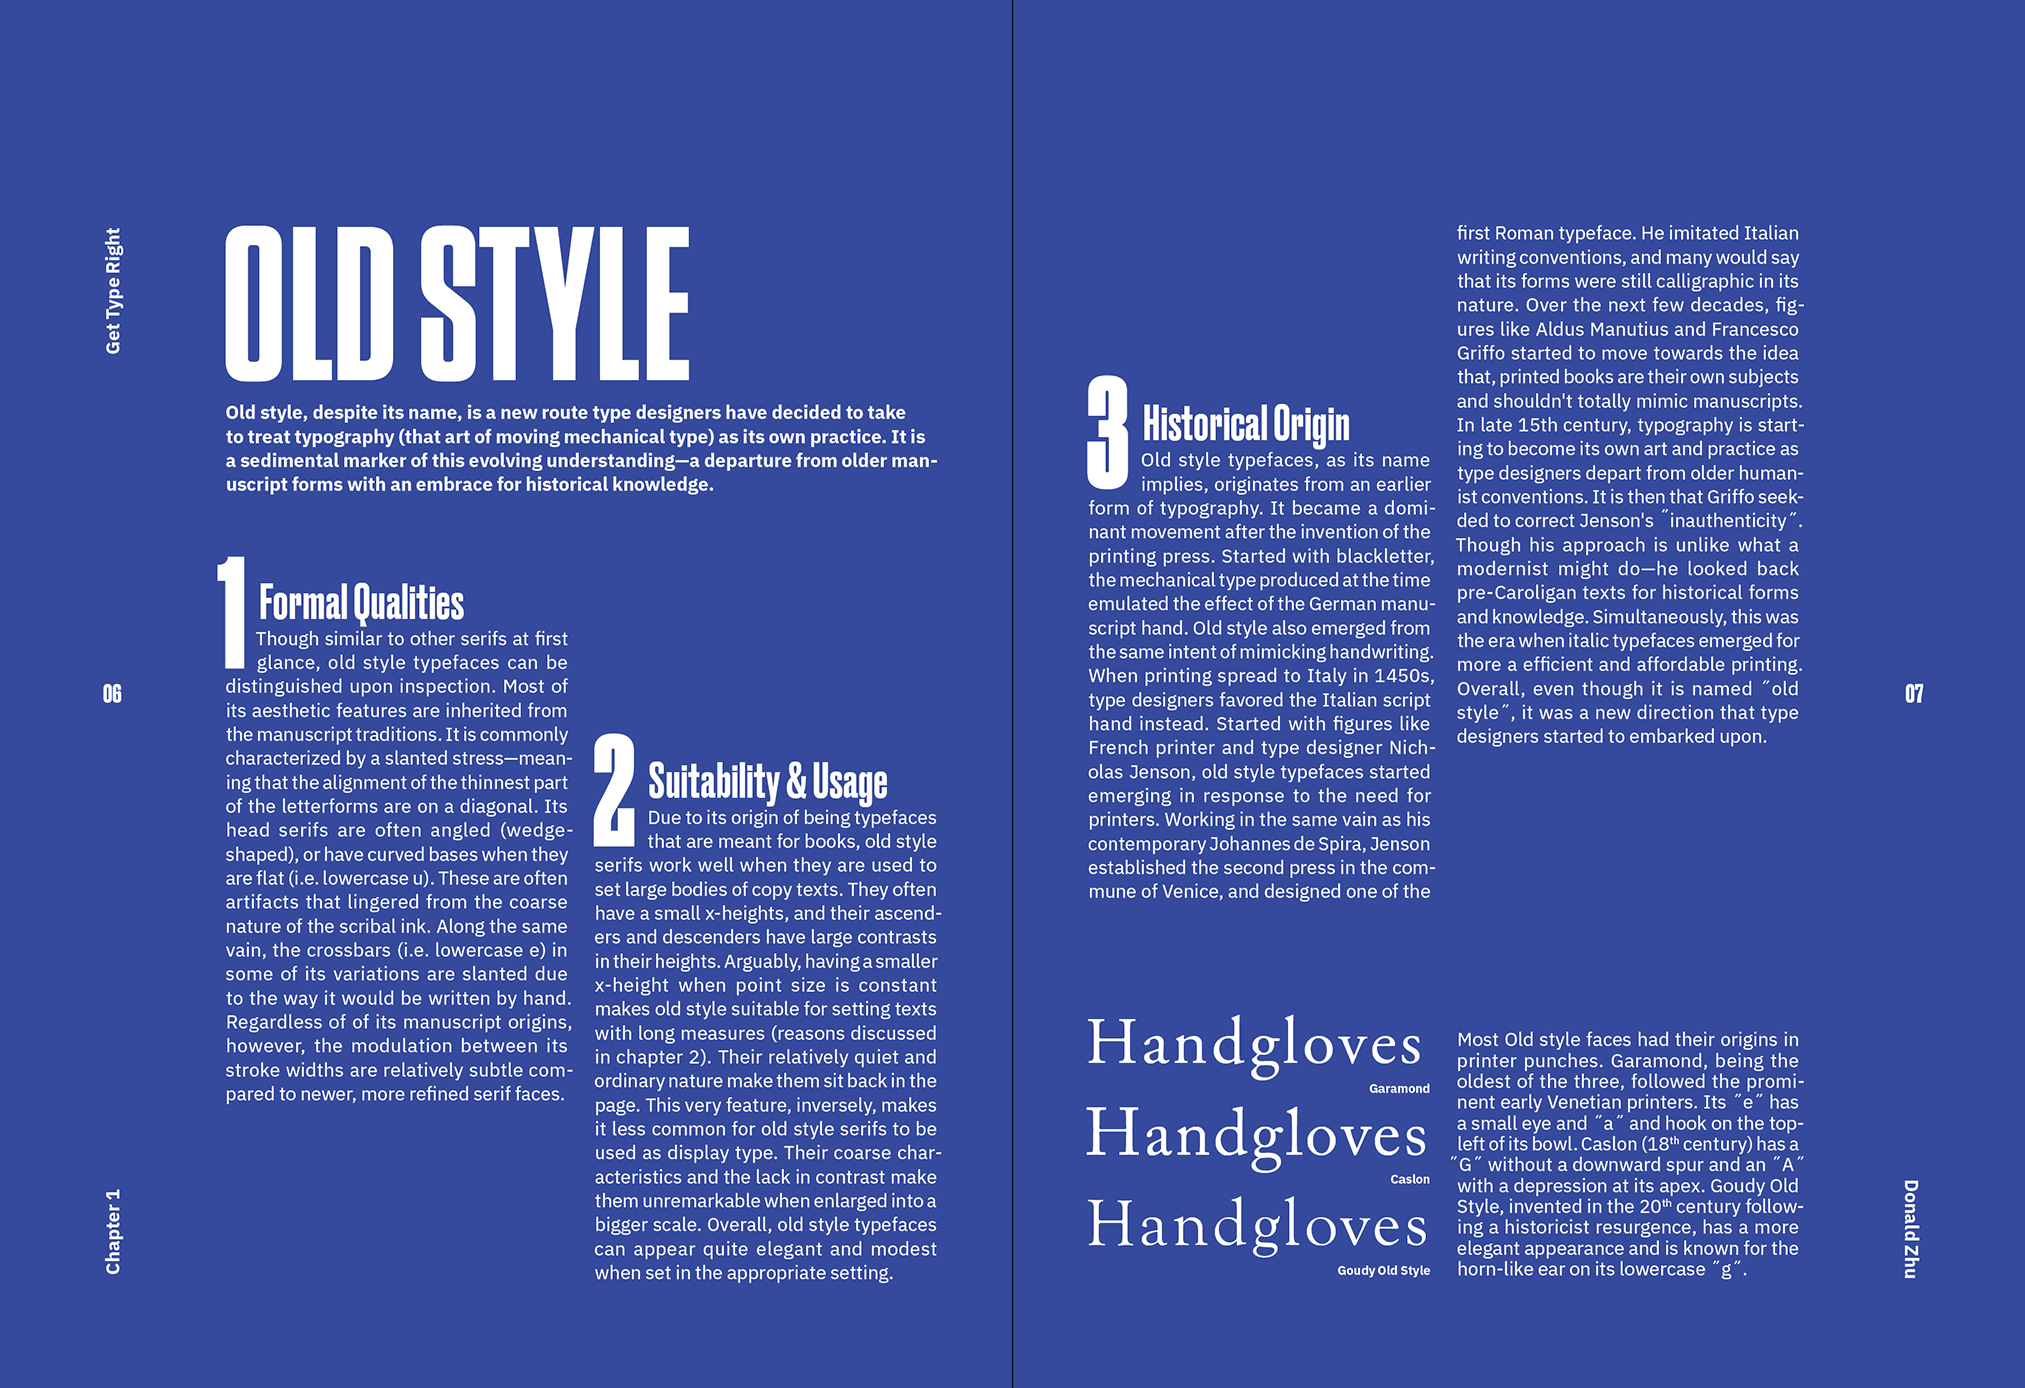 Get Type Right
06
Chapter 1
OLD STYLE
Old style, despite its name, is a new route type designers have decided to take
to treat typography (that art of moving mechanical type) as its own practice. It is
a sedimental marker of this evolving understanding—a departure from older man-
uscript forms with an embrace for historical knowledge.
1 Formal Qualities
Though similar to other serifs at first
glance, old style typefaces can be
distinguished upon inspection. Most of
its aesthetic features are inherited from
the manuscript traditions. It is commonly
characterized by a slanted stress—mean-
ing that the alignment of the thinnest part
of the letterforms are on a diagonal. Its
head serifs are often angled (wedge-
shaped), or have curved bases when they
are flat (i.e. lowercase u). These are often
artifacts that lingered from the coarse
nature of the scribal ink. Along the same
vain, the crossbars (i.e. lowercase e) in
some of its variations are slanted due
to the way it would be written by hand.
Regardless of of its manuscript origins,
however, the modulation between its
stroke widths are relatively subtle com-
pared to newer, more refined serif faces.
2 Suitability & Usage
Due to its origin of being typefaces
that are meant for books, old style
serifs work well when they are used to
set large bodies of copy texts. They often
have a small x-heights, and their ascend-
ers and descenders have large contrasts
in their heights. Arguably, having a smaller
x-height when point size is constant
makes old style suitable for setting texts
with long measures (reasons discussed
in chapter 2). Their relatively quiet and
ordinary nature make them sit back in the
page. This very feature, inversely, makes
it less common for old style serifs to be
used as display type. Their coarse char-
acteristics and the lack in contrast make
them unremarkable when enlarged into a
bigger scale. Overall, old style typefaces
can appear quite elegant and modest
when set in the appropriate setting.
3 Historical Origin
Old style typefaces, as its name
implies, originates from an earlier
form of typography. It became a domi-
nant movement after the invention of the
printing press. Started with blackletter,
the mechanical type produced at the time
emulated the effect of the German manu-
script hand. Old style also emerged from
the same intent of mimicking handwriting.
When printing spread to Italy in 1450s,
type designers favored the Italian script
hand instead. Started with figures like
French printer and type designer Nich-
olas Jenson, old style typefaces started
emerging in response to the need for
printers. Working in the same vain as his
contemporary Johannes de Spira, Jenson
established the second press in the com-
mune of Venice, and designed one of the
first Roman typeface. He imitated Italian
writing conventions, and many would say
that its forms were still calligraphic in its
nature. Over the next few decades, fig-
ures like Aldus Manutius and Francesco
Griffo started to move towards the idea
that, printed books are their own subjects
and shouldn't totally mimic manuscripts.
In late 15th century, typography is start-
ing to become its own art and practice as
type designers depart from older human-
ist conventions. It is then that Griffo seek-
ded to correct Jenson's ˝inauthenticity˝.
Though his approach is unlike what a
modernist might do—he looked back
pre-Caroligan texts for historical forms
and knowledge. Simultaneously, this was
the era when italic typefaces emerged for
more a efficient and affordable printing.
Overall, even though it is named ˝old
style˝, it was a new direction that type
designers started to embarked upon.
Handgloves
Garamond
Handgloves
Caslon
Handgloves
Goudy Old Style
Most Old style faces had their origins in
printer punches. Garamond, being the
oldest of the three, followed the promi-
nent early Venetian printers. Its ˝e˝ has
a small eye and ˝a˝ and hook on the top-
left of its bowl. Caslon (18th century) has a
˝G˝ without a downward spur and an ˝A˝
with a depression at its apex. Goudy Old
Style, invented in the 20th century follow-
ing a historicist resurgence, has a more
elegant appearance and is known for the
horn-like ear on its lowercase ˝g˝.
07
Donald Zhu